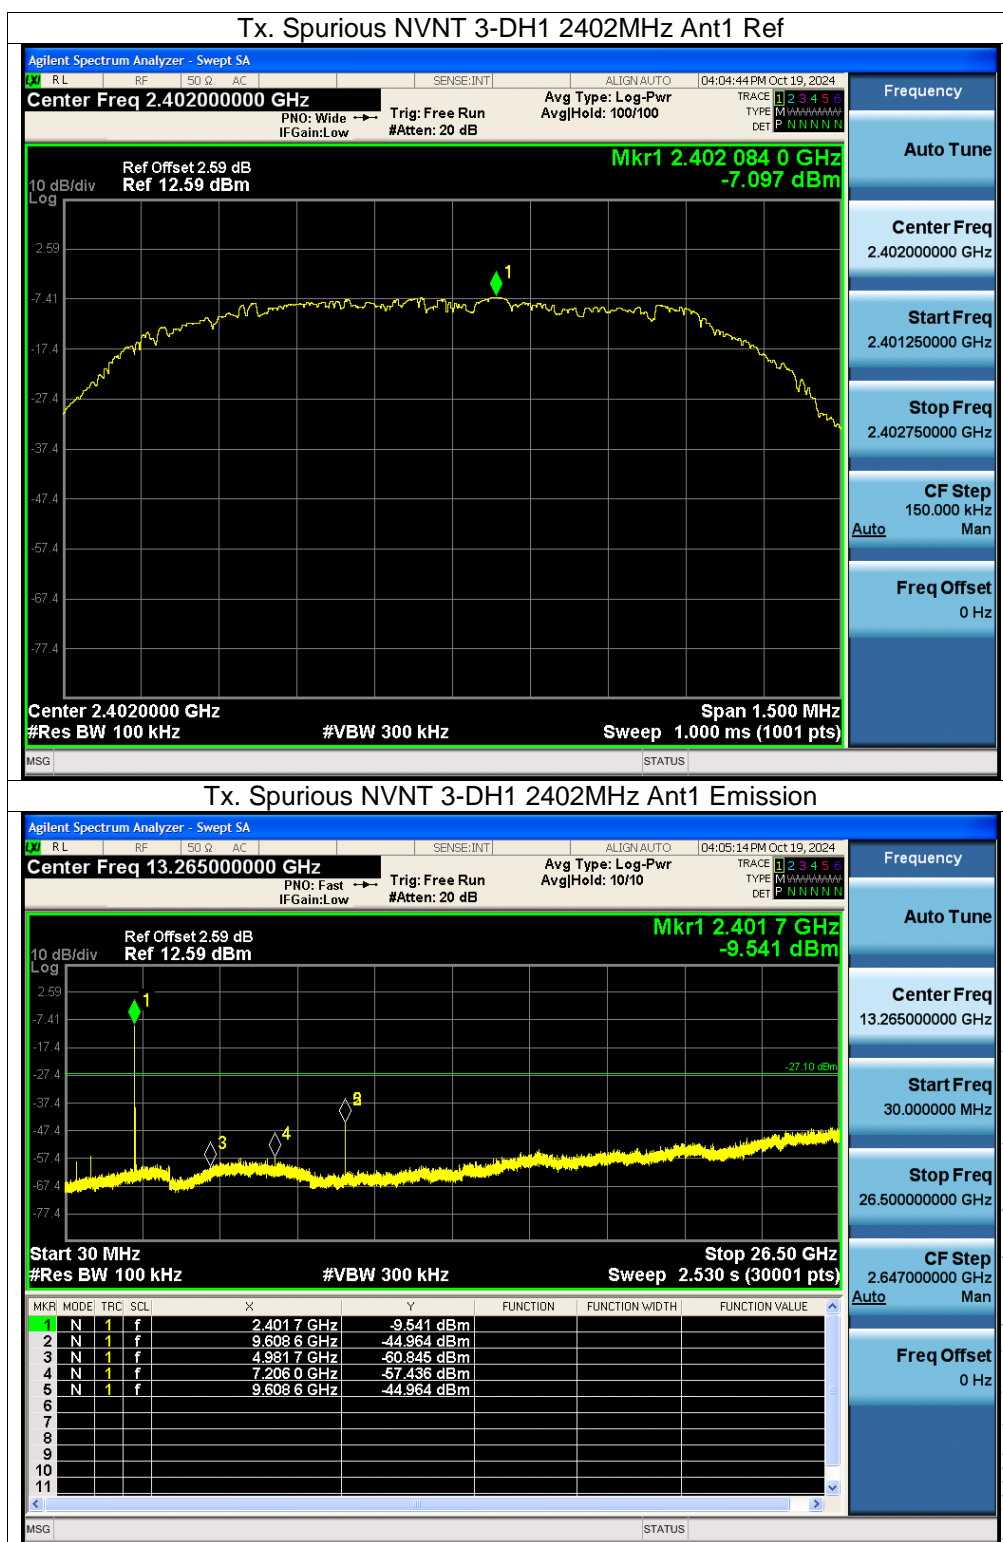 Tx. Spurious NVNT 3-DH1 2402MHz Ant1 Ref
Agilent Spectrum Analyzer - Swept SA
LXI RL RF 50 Ω AC SENSE:INT ALIGN AUTO 04:04:44 PM Oct 19, 2024
Center Freq 2.402000000 GHz
PNO: Wide
IFGain:Low
Trig: Free Run
#Atten: 20 dB
Avg Type: Log-Pwr
Avg|Hold: 100/100
TRACE 1 2 3 4 5 6
TYPE M
DET P N N N N N
Ref Offset 2.59 dB
Ref 12.59 dBm
10 dB/div
Log
Mkr1 2.402 084 0 GHz
-7.097 dBm
1
2.59
-7.41
-17.4
-27.4
-37.4
-47.4
-57.4
-67.4
-77.4
Center 2.4020000 GHz
Span 1.500 MHz
#Res BW 100 kHz
#VBW 300 kHz
Sweep 1.000 ms (1001 pts)
MSG
STATUS
Frequency
Auto Tune
Center Freq
2.402000000 GHz
Start Freq
2.401250000 GHz
Stop Freq
2.402750000 GHz
CF Step
150.000 kHz
Auto Man
Freq Offset
0 Hz
Tx. Spurious NVNT 3-DH1 2402MHz Ant1 Emission
Agilent Spectrum Analyzer - Swept SA
LXI RL RF 50 Ω AC SENSE:INT ALIGN AUTO 04:05:14 PM Oct 19, 2024
Center Freq 13.265000000 GHz
PNO: Fast
IFGain:Low
Trig: Free Run
#Atten: 20 dB
Avg Type: Log-Pwr
Avg|Hold: 10/10
TRACE 1 2 3 4 5 6
TYPE M
DET P N N N N N
Ref Offset 2.59 dB
Ref 12.59 dBm
10 dB/div
Log
Mkr1 2.401 7 GHz
-9.541 dBm
1
3
4
2.59
-7.41
-17.4
-27.4
-37.4
-47.4
-57.4
-67.4
-77.4
-27.10 dBm
Start 30 MHz
Stop 26.50 GHz
#Res BW 100 kHz
#VBW 300 kHz
Sweep 2.530 s (30001 pts)
MKR MODE TRC SCL X Y FUNCTION FUNCTION WIDTH FUNCTION VALUE
1 N 1 f 2.401 7 GHz -9.541 dBm
2 N 1 f 9.608 6 GHz -44.964 dBm
3 N 1 f 4.981 7 GHz -60.845 dBm
4 N 1 f 7.206 0 GHz -57.436 dBm
5 N 1 f 9.608 6 GHz -44.964 dBm
6
7
8
9
10
11
MSG
STATUS
Frequency
Auto Tune
Center Freq
13.265000000 GHz
Start Freq
30.000000 MHz
Stop Freq
26.500000000 GHz
CF Step
2.647000000 GHz
Auto Man
Freq Offset
0 Hz